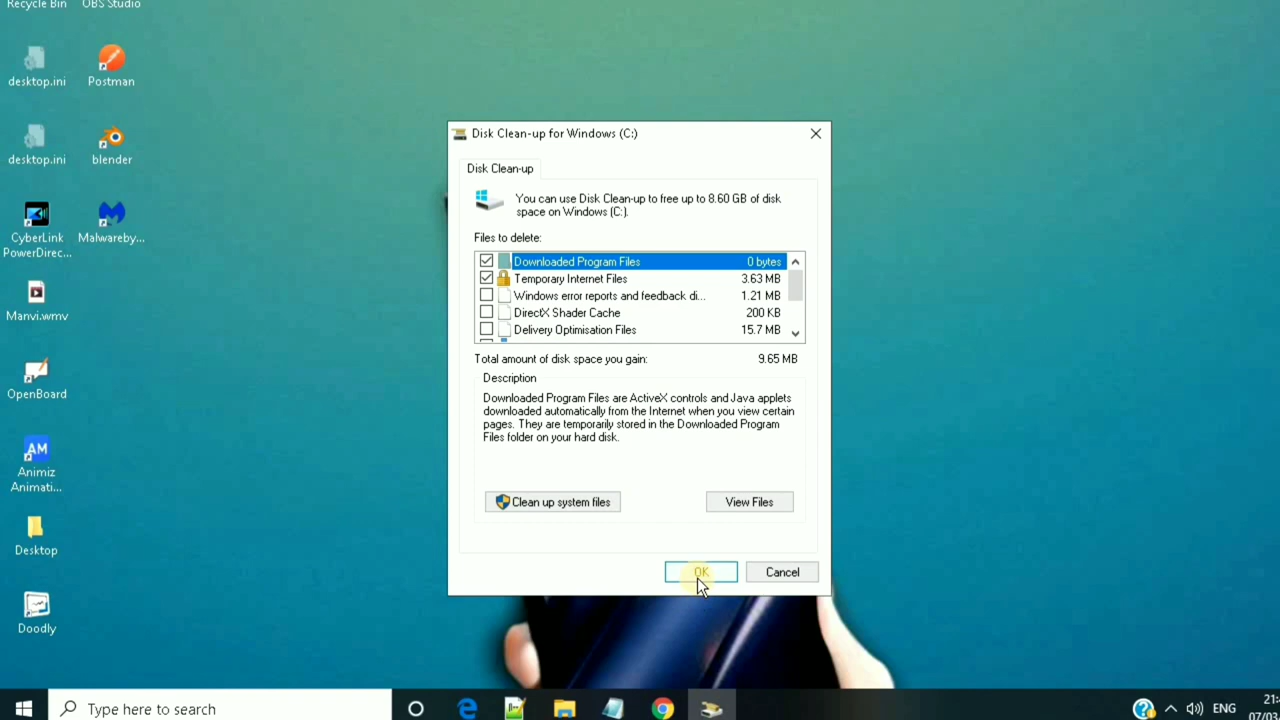 Recycle Bin
OBS Studio
desktop.ini
Postman
desktop.ini
blender
CyberLink
PowerDirec...
Malwareby...
Manvi.wmv
OpenBoard
AM
Animiz
Animati...
Desktop
Doodly
Disk Clean-up for Windows (C:)
Disk Clean-up
You can use Disk Clean-up to free up to 8.60 GB of disk
space on Windows (C:).
Files to delete:
Downloaded Program Files 0 bytes
Temporary Internet Files 3.63 MB
Windows error reports and feedback di... 1.21 MB
DirectX Shader Cache 200 KB
Delivery Optimisation Files 15.7 MB
Total amount of disk space you gain: 9.65 MB
Description
Downloaded Program Files are ActiveX controls and Java applets
downloaded automatically from the Internet when you view certain
pages. They are temporarily stored in the Downloaded Program
Files folder on your hard disk.
Clean up system files
View Files
OK
Cancel
Type here to search
ENG
21:
07/03